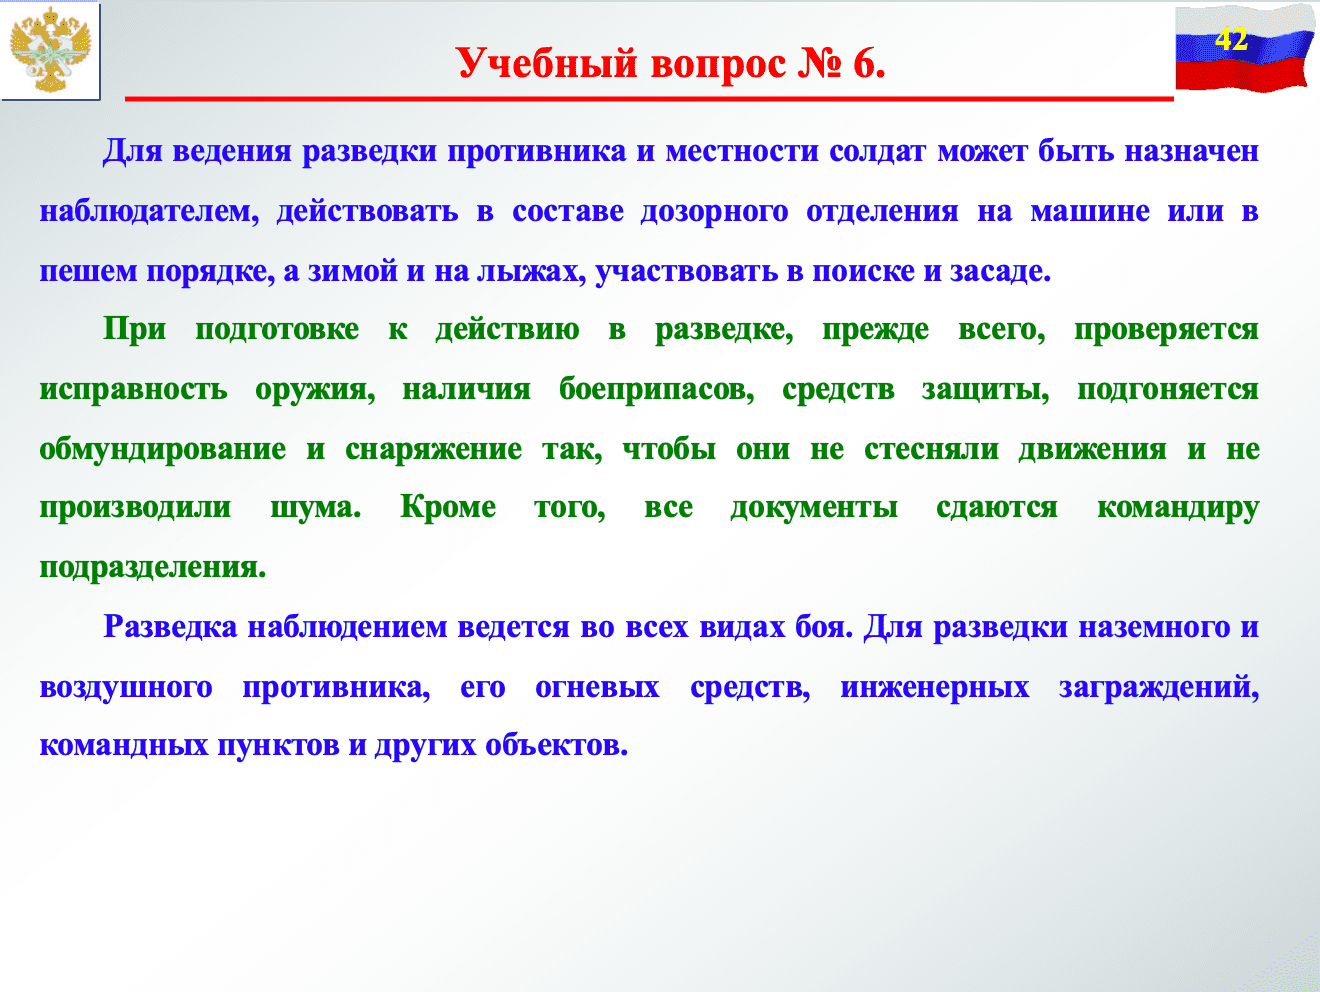 42
Учебный вопрос № 6.
Для ведения разведки противника и местности солдат может быть назначен
наблюдателем, действовать в составе дозорного отделения на машине или в
пешем порядке, а зимой и на лыжах, участвовать в поиске и засаде.
При подготовке к действию в разведке, прежде всего, проверяется
исправность оружия, наличия боеприпасов, средств защиты, подгоняется
обмундирование и снаряжение так, чтобы они не стесняли движения и не
производили шума. Кроме того, все документы сдаются командиру
подразделения.
Разведка наблюдением ведется во всех видах боя. Для разведки наземного и
воздушного противника, его огневых средств, инженерных заграждений,
командных пунктов и других объектов.